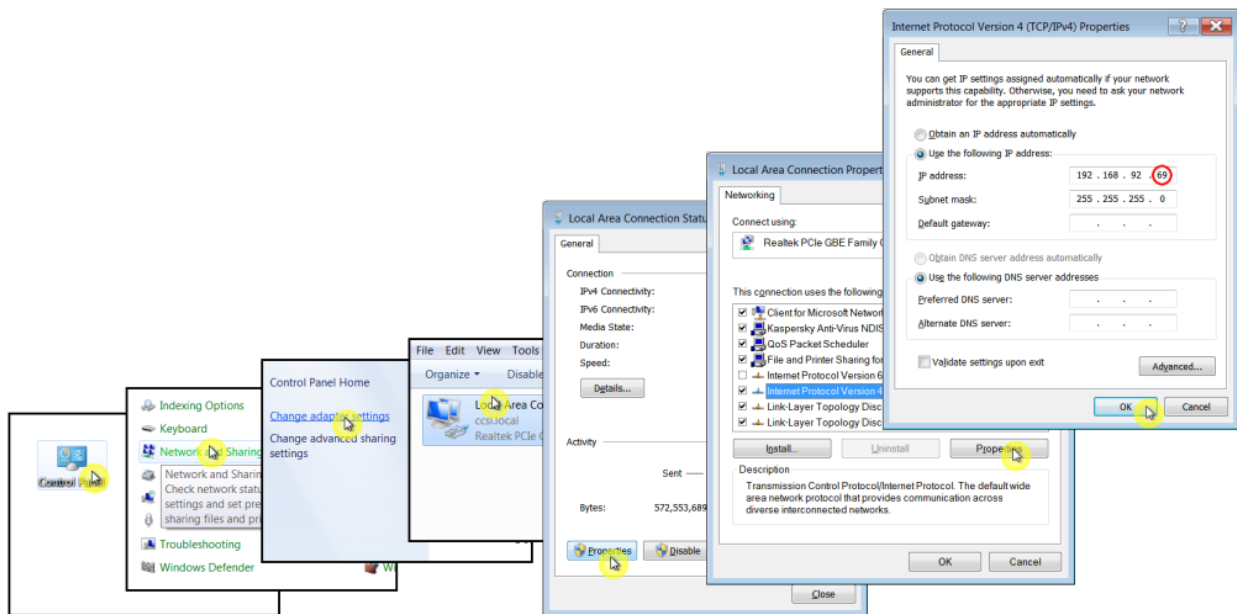 Control Panel
Indexing Options
Keyboard
Network and Sharing
Network and Sharin
Check network statu
settings and set pre
sharing files and pri
Troubleshooting
Windows Defender
Wi
Control Panel Home
Change adapter settings
Change advanced sharing
settings
File Edit View Tools
Organize Disable
Local Area Co
ccsi.local
Realtek PCIe G
Local Area Connection Statu
General
Connection
IPv4 Connectivity:
IPv6 Connectivity:
Media State:
Duration:
Speed:
Details...
Activity
Sent
Bytes: 572,553,689
Properties Disable
Close
Local Area Connection Propert
Networking
Connect using:
Realtek PCIe GBE Family C
This connection uses the following
Client for Microsoft Networ
Kaspersky Anti-Virus NDIS
QoS Packet Scheduler
File and Printer Sharing for
Internet Protocol Version 6
Internet Protocol Version 4
Link-Layer Topology Disc
Link-Layer Topology Disc
Install... Uninstall Properties
Description
Transmission Control Protocol/Internet Protocol. The default wide
area network protocol that provides communication across
diverse interconnected networks.
OK Cancel
Internet Protocol Version 4 (TCP/IPv4) Properties
General
You can get IP settings assigned automatically if your network
supports this capability. Otherwise, you need to ask your network
administrator for the appropriate IP settings.
Obtain an IP address automatically
Use the following IP address:
IP address: 192 . 168 . 92 . 69
Subnet mask: 255 . 255 . 255 . 0
Default gateway: . . .
Obtain DNS server address automatically
Use the following DNS server addresses
Preferred DNS server: . . .
Alternate DNS server: . . .
Validate settings upon exit
Advanced...
OK Cancel